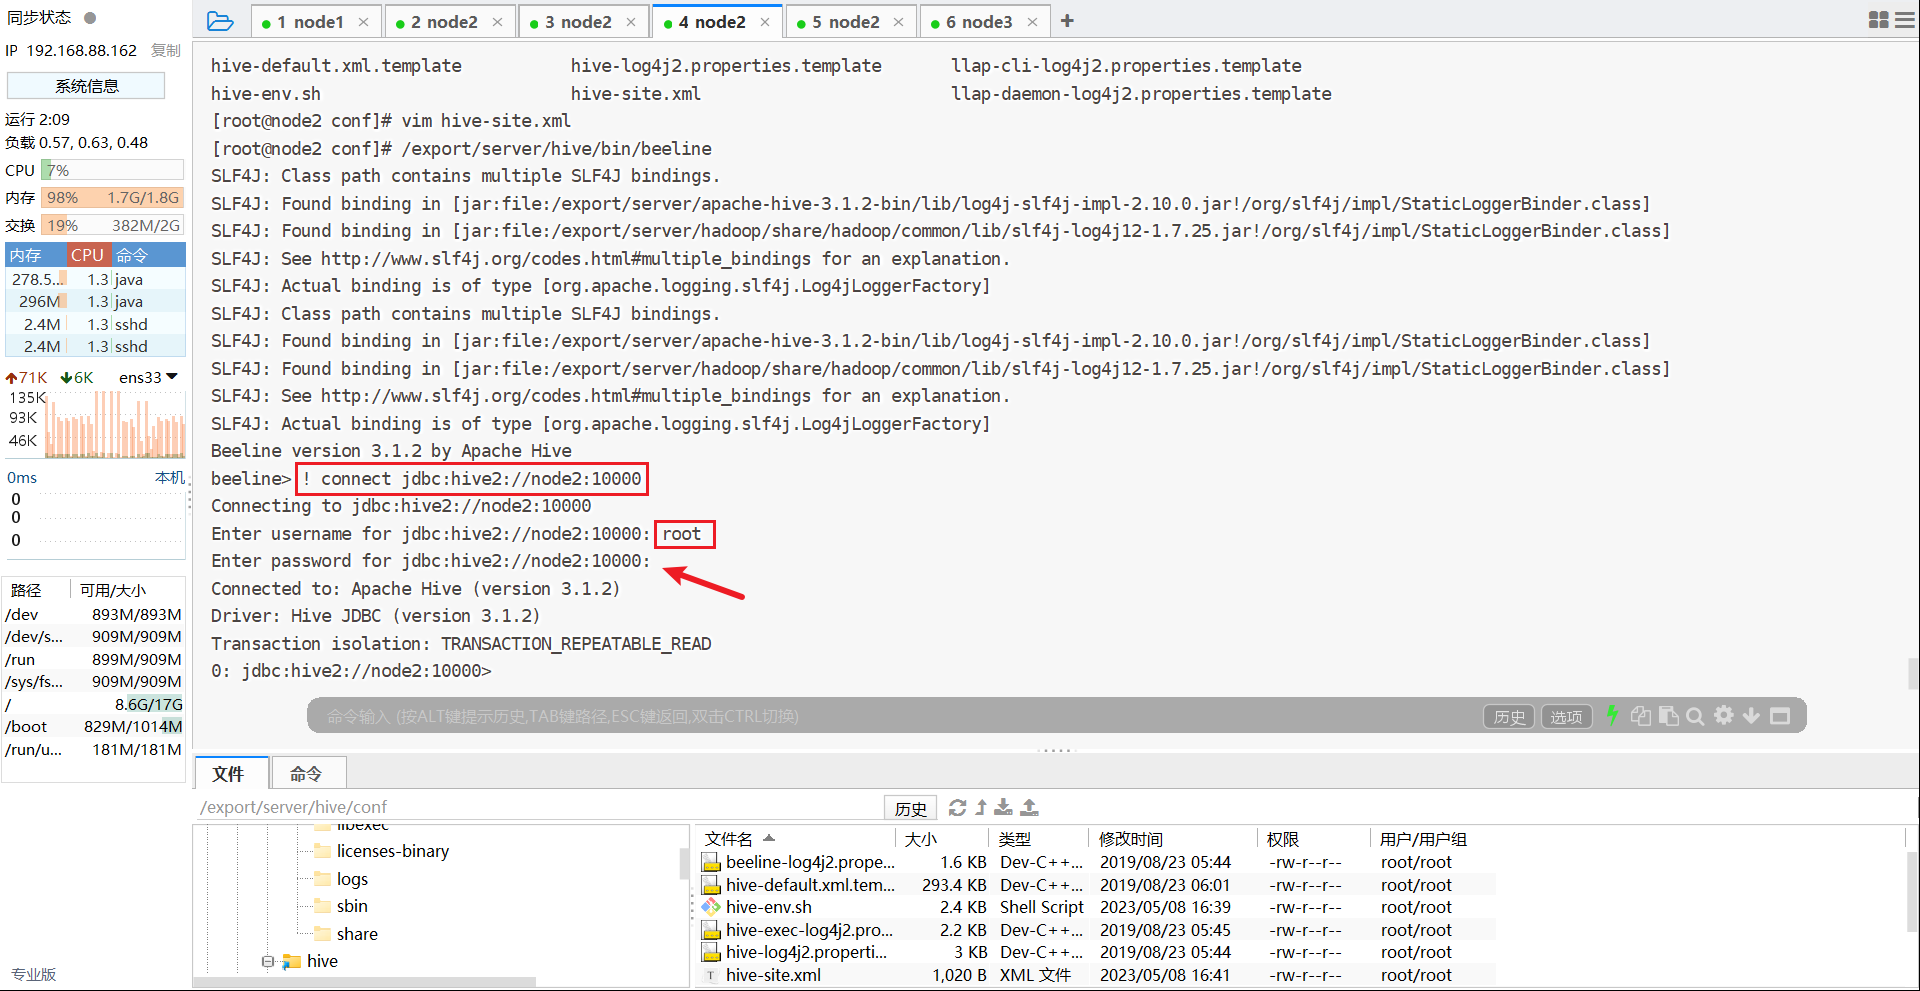 同步状态
IP 192.168.88.162 复制
系统信息
运行 2:09
负载 0.57, 0.63, 0.48
CPU 7%
内存 98% 1.7G/1.8G
交换 19% 382M/2G
内存 CPU 命令
278.5... 1.3 java
296M 1.3 java
2.4M 1.3 sshd
2.4M 1.3 sshd
71K 6K ens33
135K
93K
46K
0ms 本机
0
0
0
路径 可用/大小
/dev 893M/893M
/dev/s... 909M/909M
/run 899M/909M
/sys/fs... 909M/909M
/ 8.6G/17G
/boot 829M/1014M
/run/u... 181M/181M
专业版
1 node1 2 node2 3 node2 4 node2 5 node2 6 node3
hive-default.xml.template hive-log4j2.properties.template llap-cli-log4j2.properties.template
hive-env.sh hive-site.xml llap-daemon-log4j2.properties.template
[root@node2 conf]# vim hive-site.xml
[root@node2 conf]# /export/server/hive/bin/beeline
SLF4J: Class path contains multiple SLF4J bindings.
SLF4J: Found binding in [jar:file:/export/server/apache-hive-3.1.2-bin/lib/log4j-slf4j-impl-2.10.0.jar!/org/slf4j/impl/StaticLoggerBinder.class]
SLF4J: Found binding in [jar:file:/export/server/hadoop/share/hadoop/common/lib/slf4j-log4j12-1.7.25.jar!/org/slf4j/impl/StaticLoggerBinder.class]
SLF4J: See http://www.slf4j.org/codes.html#multiple_bindings for an explanation.
SLF4J: Actual binding is of type [org.apache.logging.slf4j.Log4jLoggerFactory]
SLF4J: Class path contains multiple SLF4J bindings.
SLF4J: Found binding in [jar:file:/export/server/apache-hive-3.1.2-bin/lib/log4j-slf4j-impl-2.10.0.jar!/org/slf4j/impl/StaticLoggerBinder.class]
SLF4J: Found binding in [jar:file:/export/server/hadoop/share/hadoop/common/lib/slf4j-log4j12-1.7.25.jar!/org/slf4j/impl/StaticLoggerBinder.class]
SLF4J: See http://www.slf4j.org/codes.html#multiple_bindings for an explanation.
SLF4J: Actual binding is of type [org.apache.logging.slf4j.Log4jLoggerFactory]
Beeline version 3.1.2 by Apache Hive
beeline> ! connect jdbc:hive2://node2:10000
Connecting to jdbc:hive2://node2:10000
Enter username for jdbc:hive2://node2:10000: root
Enter password for jdbc:hive2://node2:10000:
Connected to: Apache Hive (version 3.1.2)
Driver: Hive JDBC (version 3.1.2)
Transaction isolation: TRANSACTION_REPEATABLE_READ
0: jdbc:hive2://node2:10000>
命令输入 (按ALT键提示历史,TAB键路径,ESC键返回,双击CTRL切换) 历史 选项
文件 命令
/export/server/hive/conf 历史
libexec
licenses-binary
logs
sbin
share
hive
文件名 大小 类型 修改时间 权限 用户/用户组
beeline-log4j2.prope... 1.6 KB Dev-C++... 2019/08/23 05:44 -rw-r--r-- root/root
hive-default.xml.tem... 293.4 KB Dev-C++... 2019/08/23 06:01 -rw-r--r-- root/root
hive-env.sh 2.4 KB Shell Script 2023/05/08 16:39 -rw-r--r-- root/root
hive-exec-log4j2.pro... 2.2 KB Dev-C++... 2019/08/23 05:45 -rw-r--r-- root/root
hive-log4j2.properti... 3 KB Dev-C++... 2019/08/23 05:44 -rw-r--r-- root/root
hive-site.xml 1,020 B XML 文件 2023/05/08 16:41 -rw-r--r-- root/root